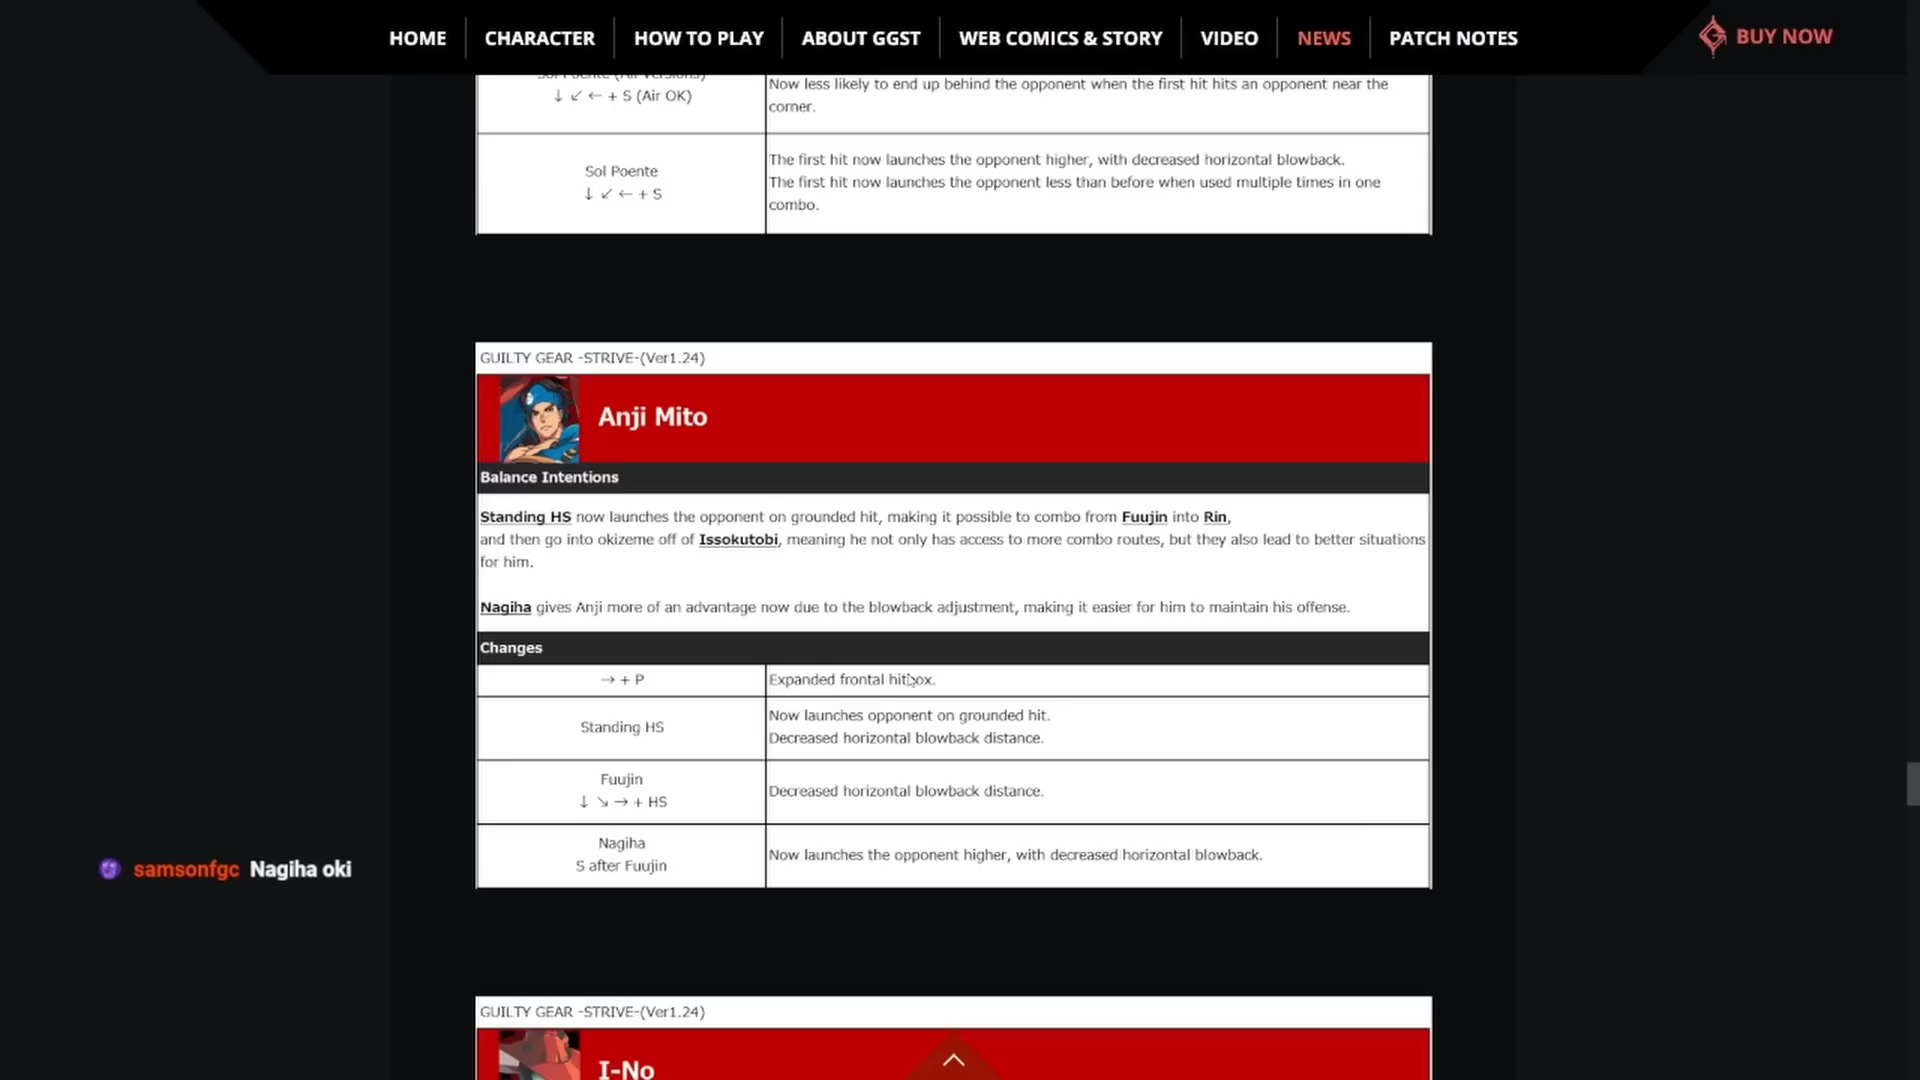 HOME CHARACTER HOW TO PLAY ABOUT GGST WEB COMICS & STORY VIDEO NEWS PATCH NOTES BUY NOW
Sol Poente (Air Versions)
↓ ↙ ← + S (Air OK)
Now less likely to end up behind the opponent when the first hit hits an opponent near the
corner.
Sol Poente
↓ ↙ ← + S
The first hit now launches the opponent higher, with decreased horizontal blowback.
The first hit now launches the opponent less than before when used multiple times in one
combo.
GUILTY GEAR -STRIVE-(Ver1.24)
Anji Mito
Balance Intentions
Standing HS now launches the opponent on grounded hit, making it possible to combo from Fuujin into Rin,
and then go into okizeme off of Issokutobi, meaning he not only has access to more combo routes, but they also lead to better situations
for him.
Nagiha gives Anji more of an advantage now due to the blowback adjustment, making it easier for him to maintain his offense.
Changes
→ + P
Expanded frontal hitbox.
Standing HS
Now launches opponent on grounded hit.
Decreased horizontal blowback distance.
Fuujin
↓ ↘ → + HS
Decreased horizontal blowback distance.
Nagiha
S after Fuujin
Now launches the opponent higher, with decreased horizontal blowback.
samsonfgc Nagiha oki
GUILTY GEAR -STRIVE-(Ver1.24)
I-No